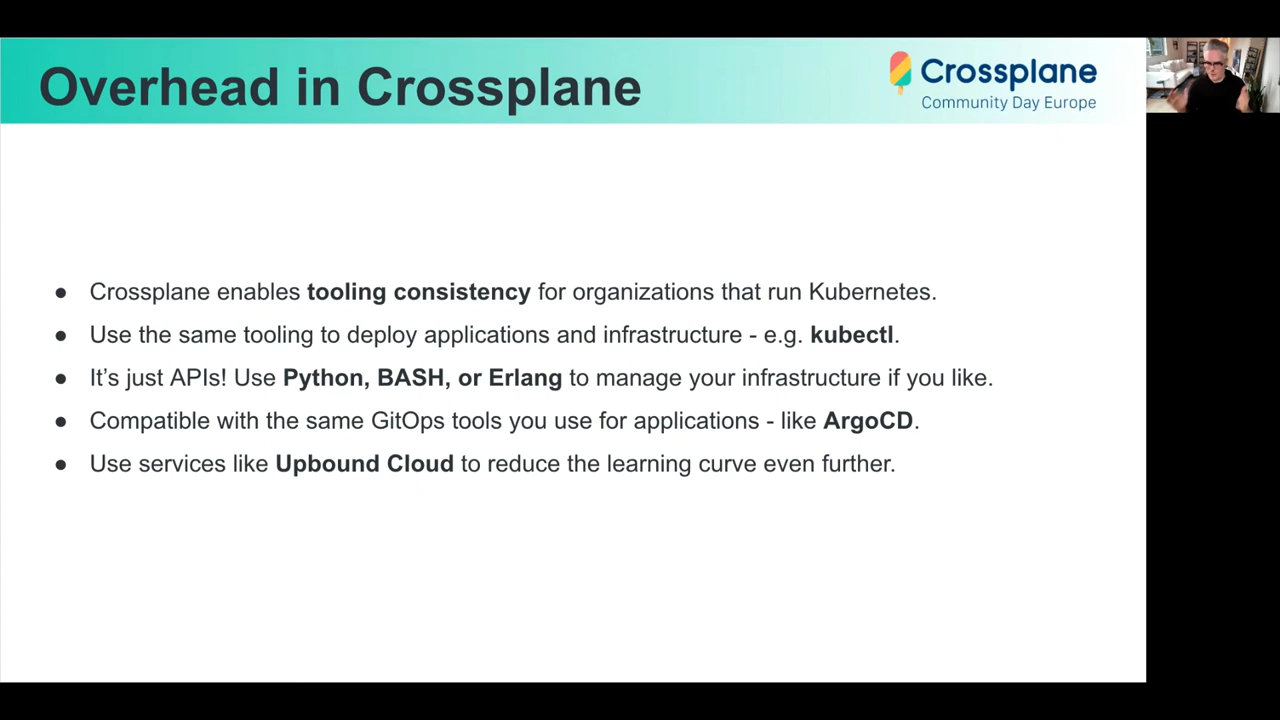 Overhead in Crossplane
Crossplane
Community Day Europe
● Crossplane enables tooling consistency for organizations that run Kubernetes.
● Use the same tooling to deploy applications and infrastructure - e.g. kubectl.
● It’s just APIs! Use Python, BASH, or Erlang to manage your infrastructure if you like.
● Compatible with the same GitOps tools you use for applications - like ArgoCD.
● Use services like Upbound Cloud to reduce the learning curve even further.